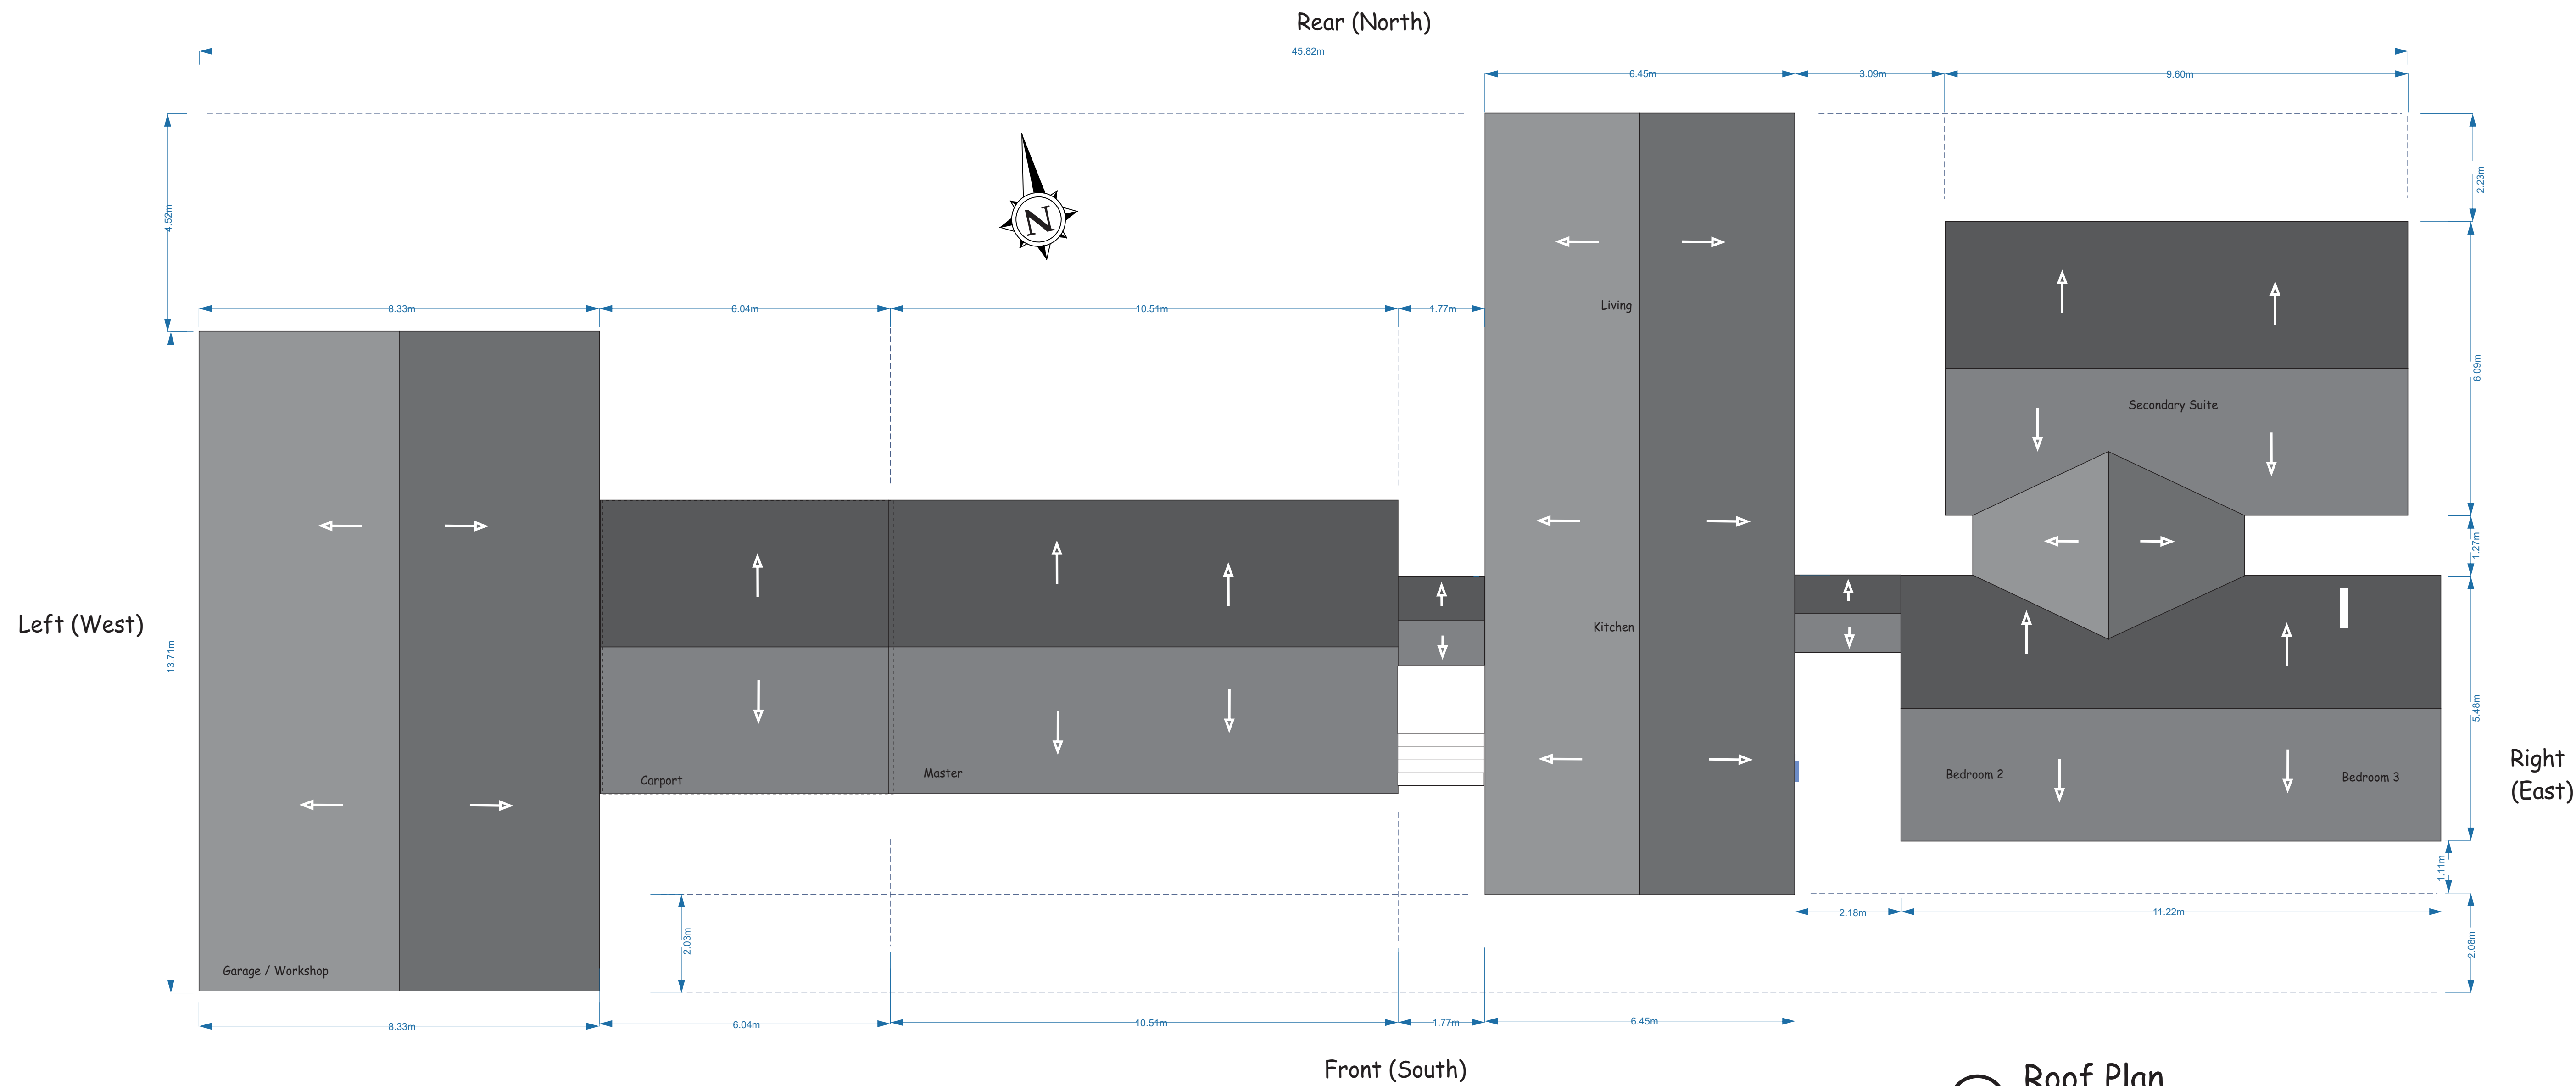 Rear (North)
45.82m
6.45m
3.09m
9.60m
4.52m
2.23m
N
8.33m
6.04m
10.51m
1.77m
Living
6.09m
Secondary Suite
1.27m
Left (West)
13.71m
Kitchen
5.48m
Carport
Master
Bedroom 2
Bedroom 3
Right
(East)
1.11m
2.03m
2.18m
11.22m
2.08m
Garage / Workshop
8.33m
6.04m
10.51m
1.77m
6.45m
Front (South)
Roof Plan